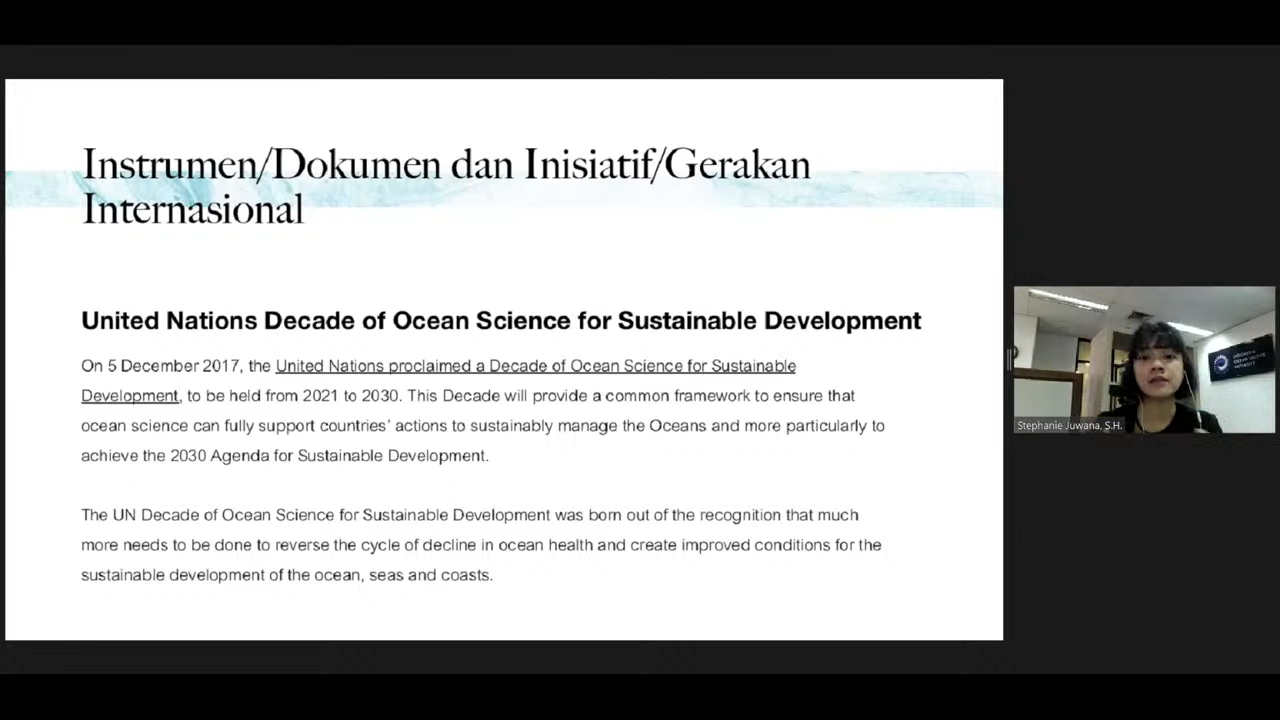 Instrumen/Dokumen dan Inisiatif/Gerakan
Internasional
United Nations Decade of Ocean Science for Sustainable Development
On 5 December 2017, the United Nations proclaimed a Decade of Ocean Science for Sustainable
Development, to be held from 2021 to 2030. This Decade will provide a common framework to ensure that
ocean science can fully support countries’ actions to sustainably manage the Oceans and more particularly to
achieve the 2030 Agenda for Sustainable Development.
The UN Decade of Ocean Science for Sustainable Development was born out of the recognition that much
more needs to be done to reverse the cycle of decline in ocean health and create improved conditions for the
sustainable development of the ocean, seas and coasts.
INDONESIA
OCEAN JUSTICE
INITIATIVE
Stephanie Juwana, S.H.